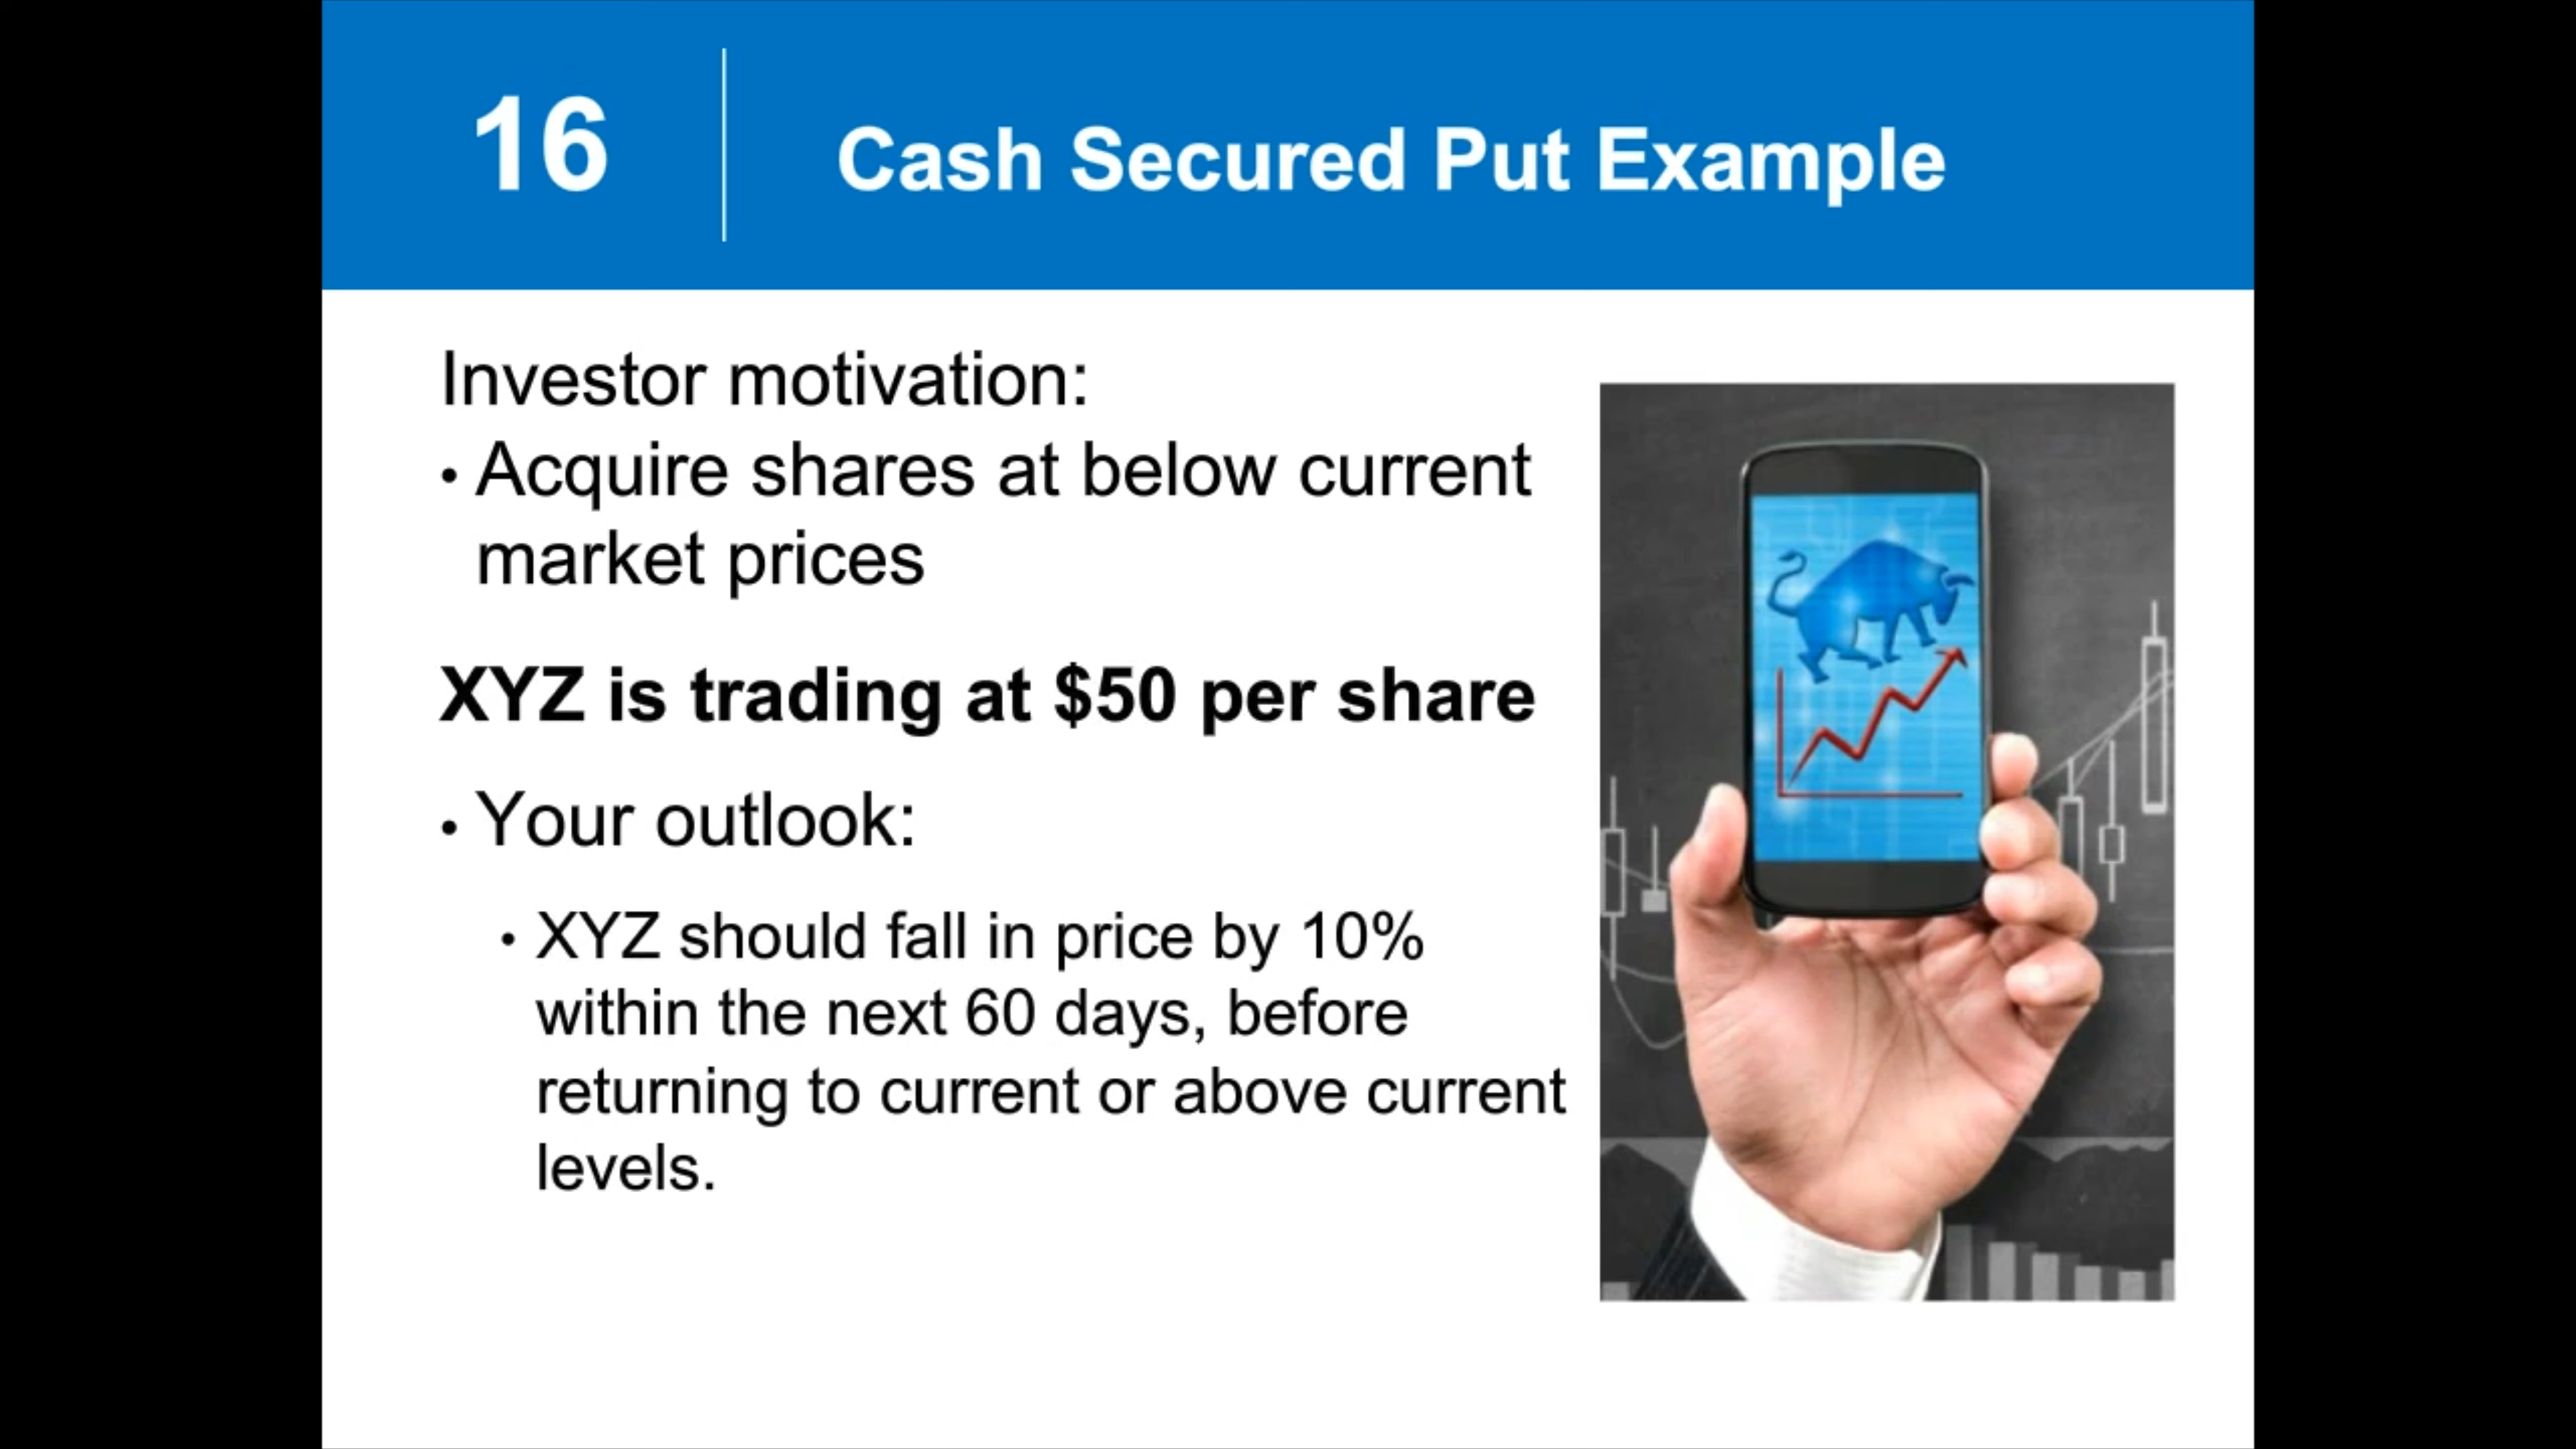 16
Cash Secured Put Example
Investor motivation:
• Acquire shares at below current
market prices
XYZ is trading at $50 per share
• Your outlook:
• XYZ should fall in price by 10%
within the next 60 days, before
returning to current or above current
levels.